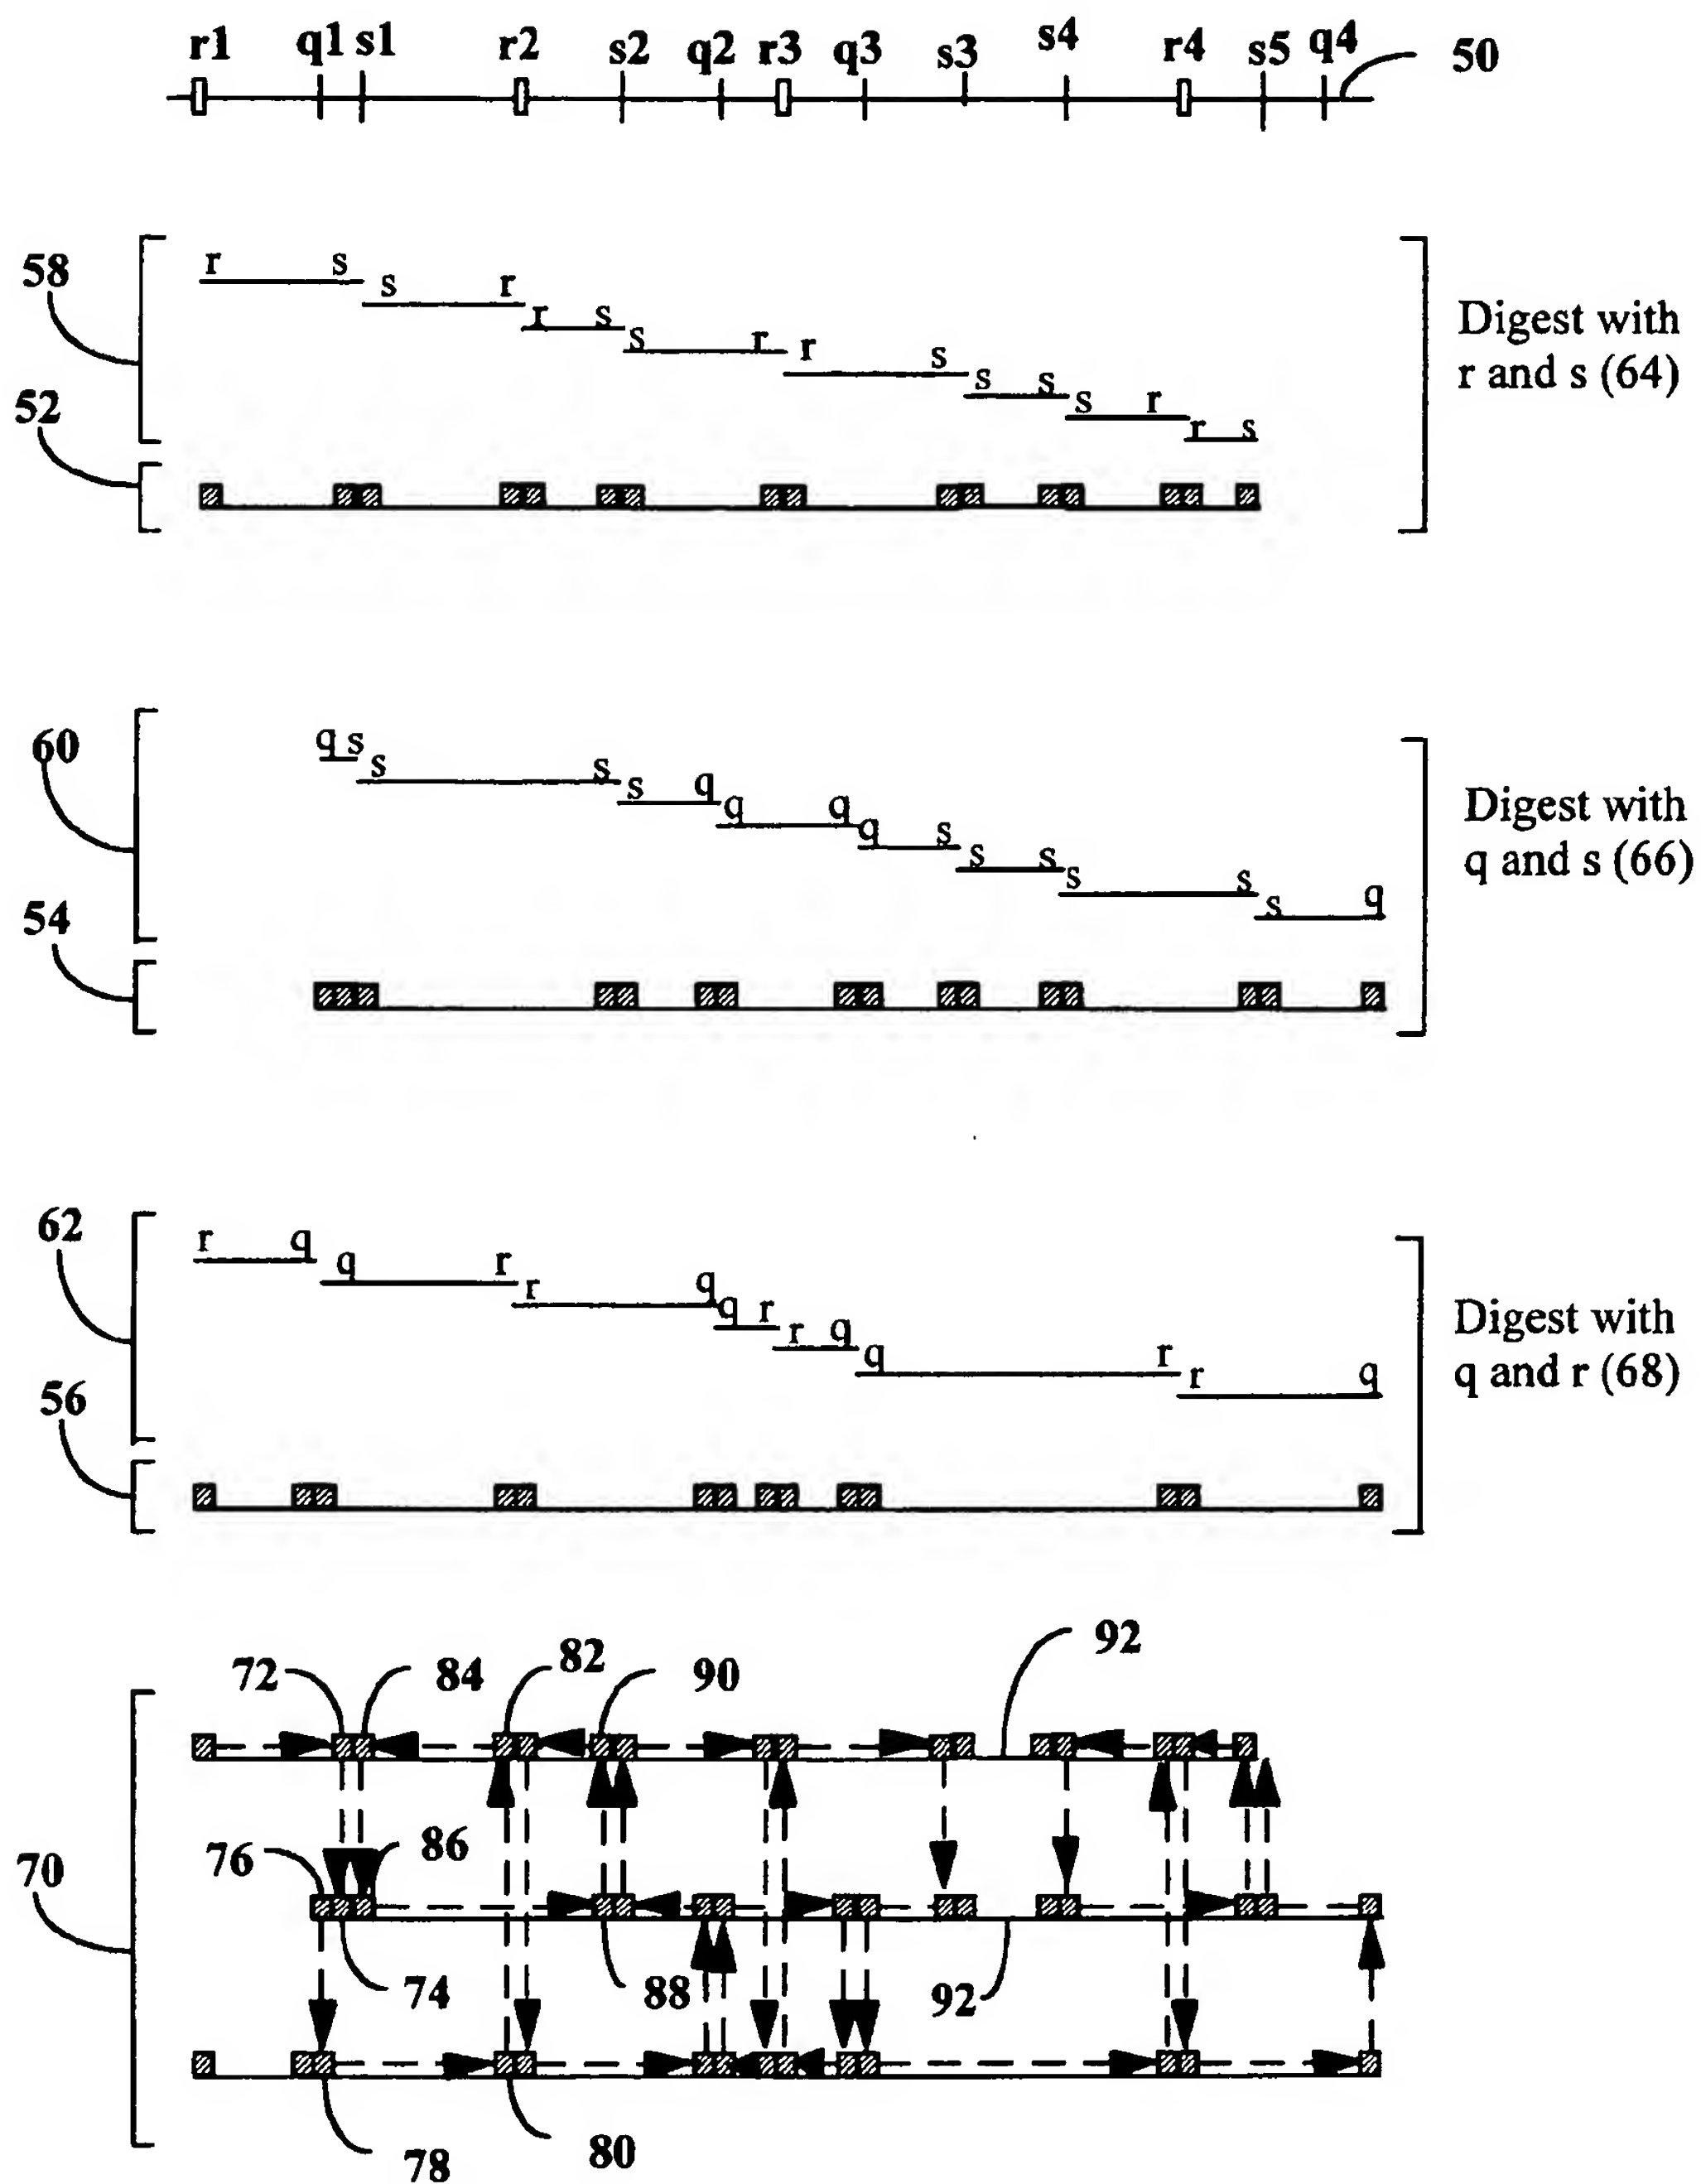 r1 q1 s1 r2 s2 q2 r3 q3 s3 s4 r4 s5 q4 50
58
r s
s r
r s
s r
r s
s s
s r
r s
Digest with
r and s (64)
52
60
q s
s s
s q
q q
q s
s s
s s
s q
Digest with
q and s (66)
54
62
r q
q r
r q
q r
r q
q r
r q
Digest with
q and r (68)
56
72 84 82 90 92
70
76 86
74 88 92
78 80